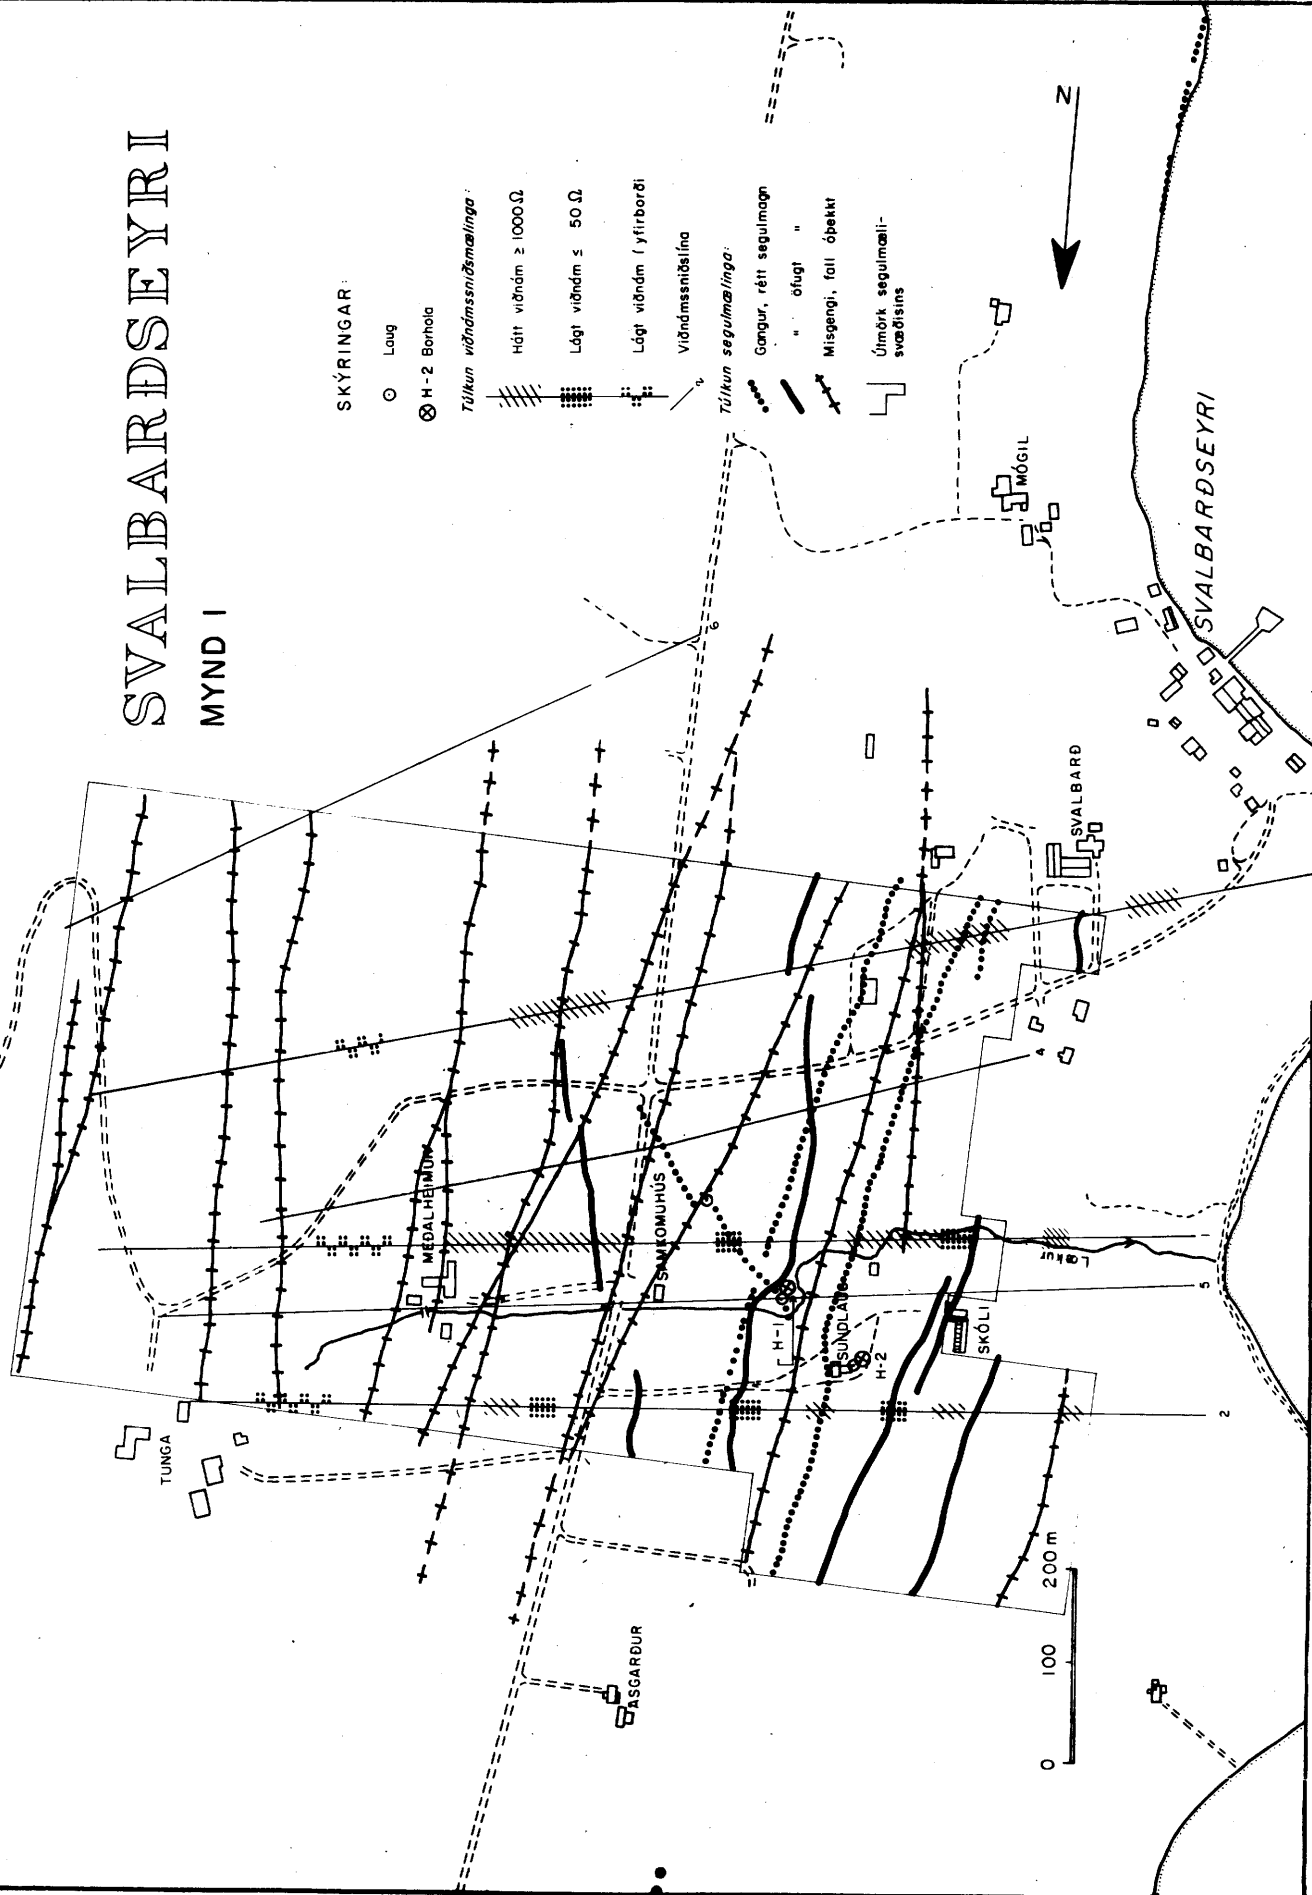 SVALBARÐSEYRI
MYND 1
SKÝRINGAR:
Laug
H-2 Borhola
Túlkun viðnámssniðsmælinga:
Hátt viðnám ≥ 1000 Ω
Lágt viðnám ≤ 50 Ω
Lágt viðnám í yfirborði
Viðnámssniðslína
2
Túlkun segulmælinga:
Gangur, rétt segulmagn
" öfugt "
Misgengi, fall óþekkt
Útmörk segulmæli-
svæðisins
N
MÓGIL
SVALBARÐSEYRI
SVALBARÐ
6
4
MEÐALHEIMUR
SAMKOMUHÚS
Lækur
1
5
H-1
SUNDLAUG
H-2
SKÓLI
2
TUNGA
ÁSGARÐUR
0 100 200 m